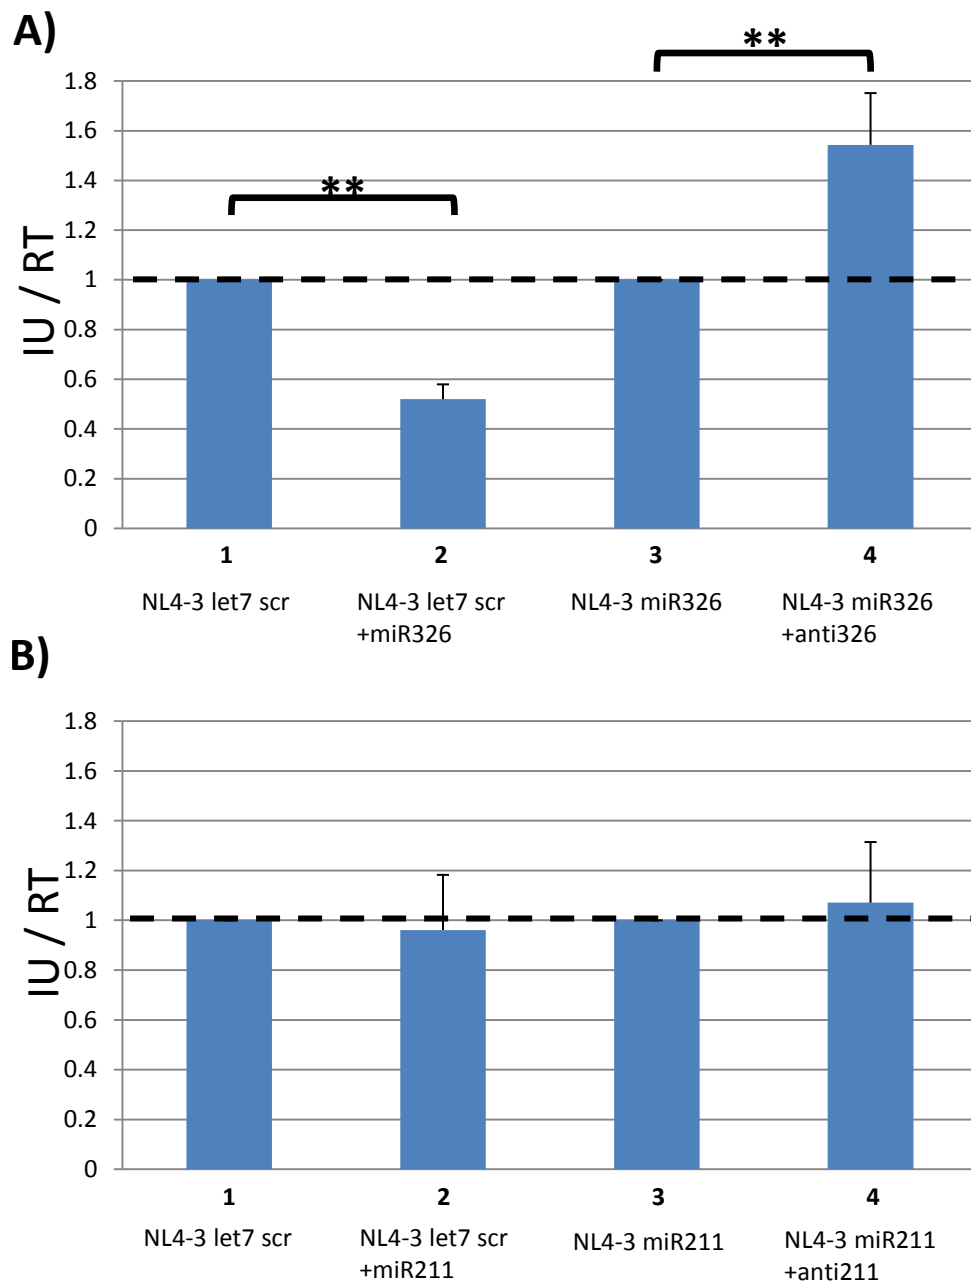 A)
**
**
IU / RT
1.8
1.6
1.4
1.2
1
0.8
0.6
0.4
0.2
0
1
2
3
4
NL4-3 let7 scr
NL4-3 let7 scr
+miR326
NL4-3 miR326
NL4-3 miR326
+anti326
B)
IU / RT
1.8
1.6
1.4
1.2
1
0.8
0.6
0.4
0.2
0
1
2
3
4
NL4-3 let7 scr
NL4-3 let7 scr
+miR211
NL4-3 miR211
NL4-3 miR211
+anti211